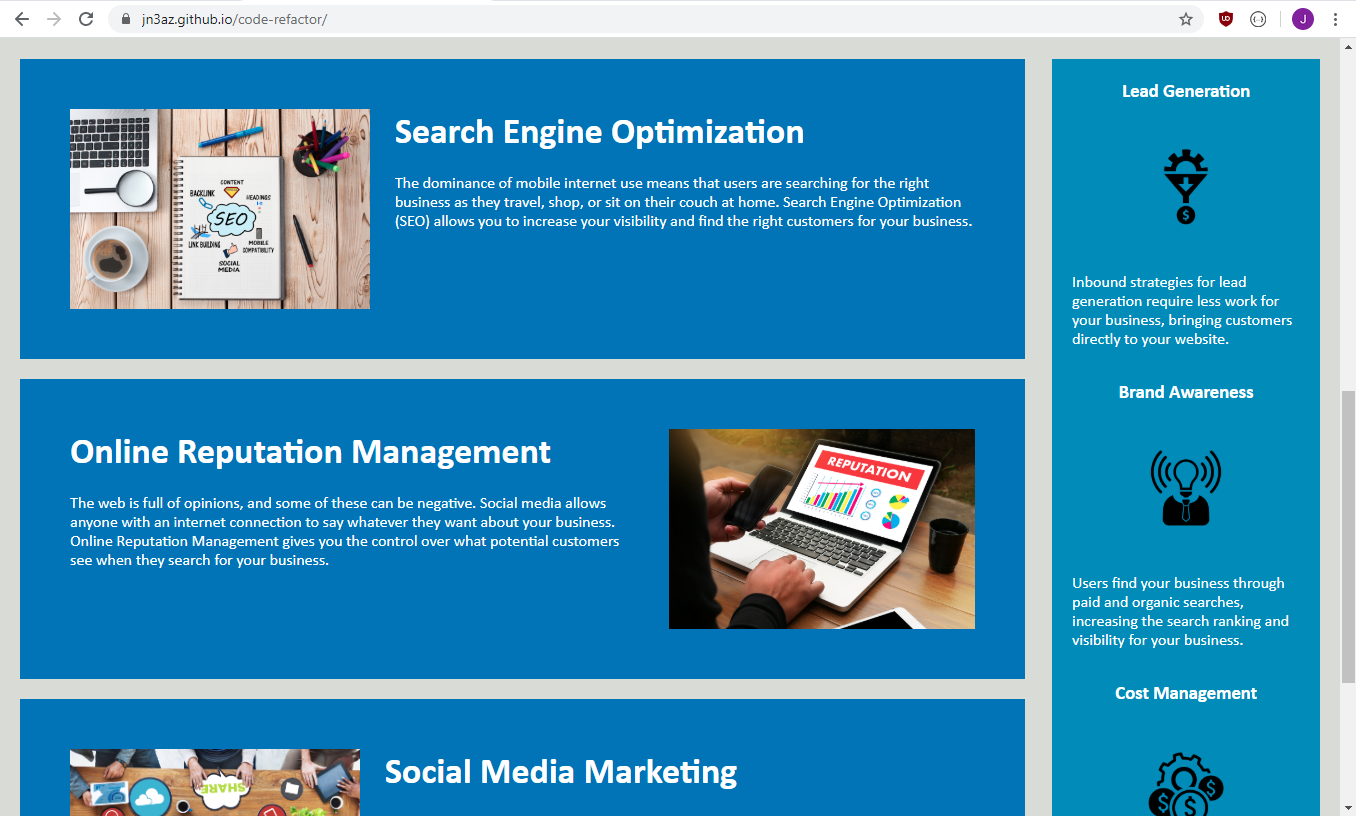 jn3az.github.io/code-refactor/
J
Search Engine Optimization
The dominance of mobile internet use means that users are searching for the right
business as they travel, shop, or sit on their couch at home. Search Engine Optimization
(SEO) allows you to increase your visibility and find the right customers for your business.
CONTENT
BACKLINK
HEADINGS
SEO
LINK BUILDING
MOBILE
COMPATIBILITY
SOCIAL
MEDIA
Online Reputation Management
The web is full of opinions, and some of these can be negative. Social media allows
anyone with an internet connection to say whatever they want about your business.
Online Reputation Management gives you the control over what potential customers
see when they search for your business.
REPUTATION
Social Media Marketing
SHARE
Lead Generation
$
Inbound strategies for lead
generation require less work for
your business, bringing customers
directly to your website.
Brand Awareness
Users find your business through
paid and organic searches,
increasing the search ranking and
visibility for your business.
Cost Management
$ $ $